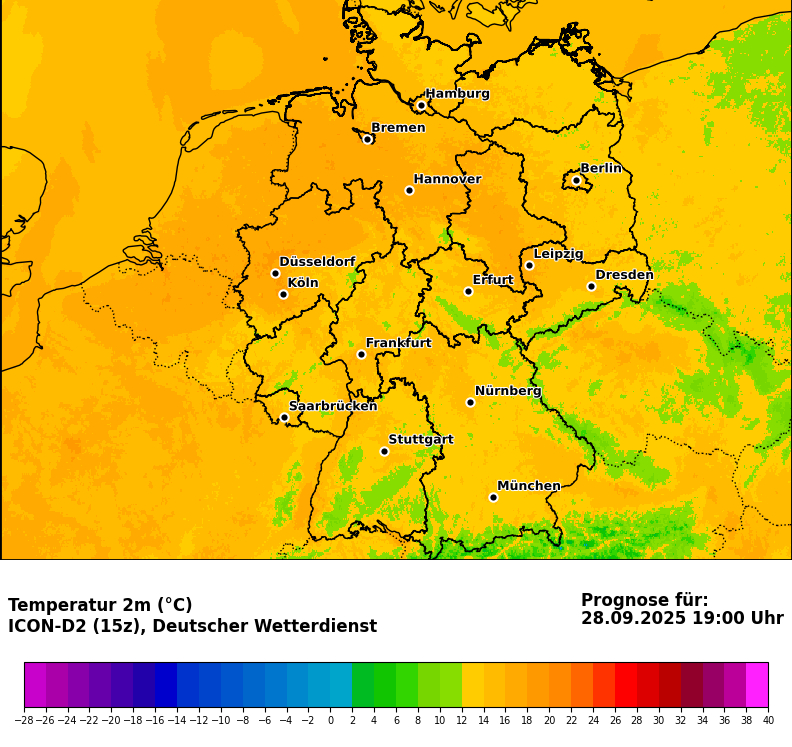 Hamburg
Bremen
Berlin
Hannover
Leipzig
Düsseldorf
Dresden
Köln
Erfurt
Frankfurt
Nürnberg
Saarbrücken
Stuttgart
München
Temperatur 2m (°C)
ICON-D2 (15z), Deutscher Wetterdienst
Prognose für:
28.09.2025 19:00 Uhr
−28 −26 −24 −22 −20 −18 −16 −14 −12 −10 −8 −6 −4 −2 0 2 4 6 8 10 12 14 16 18 20 22 24 26 28 30 32 34 36 38 40